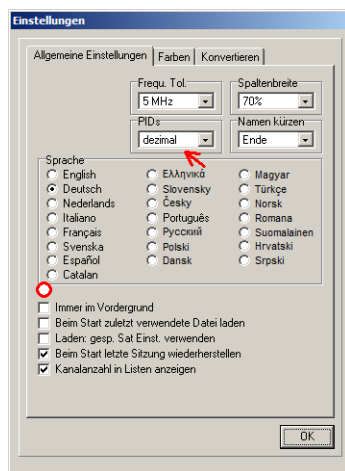 Einstellungen
Allgemeine Einstellungen Farben Konvertieren
Frequ. Tol. Spaltenbreite
5 MHz 70%
PIDs Namen kürzen
dezimal Ende
Sprache
English Ελληνικά Magyar
Deutsch Slovensky Türkçe
Nederlands Česky Norsk
Italiano Português Romana
Français Русский Suomalainen
Svenska Polski Hrvatski
Español Dansk Srpski
Catalan
Immer im Vordergrund
Beim Start zuletzt verwendete Datei laden
Laden: gesp. Sat Einst. verwenden
Beim Start letzte Sitzung wiederherstellen
Kanalanzahl in Listen anzeigen
OK